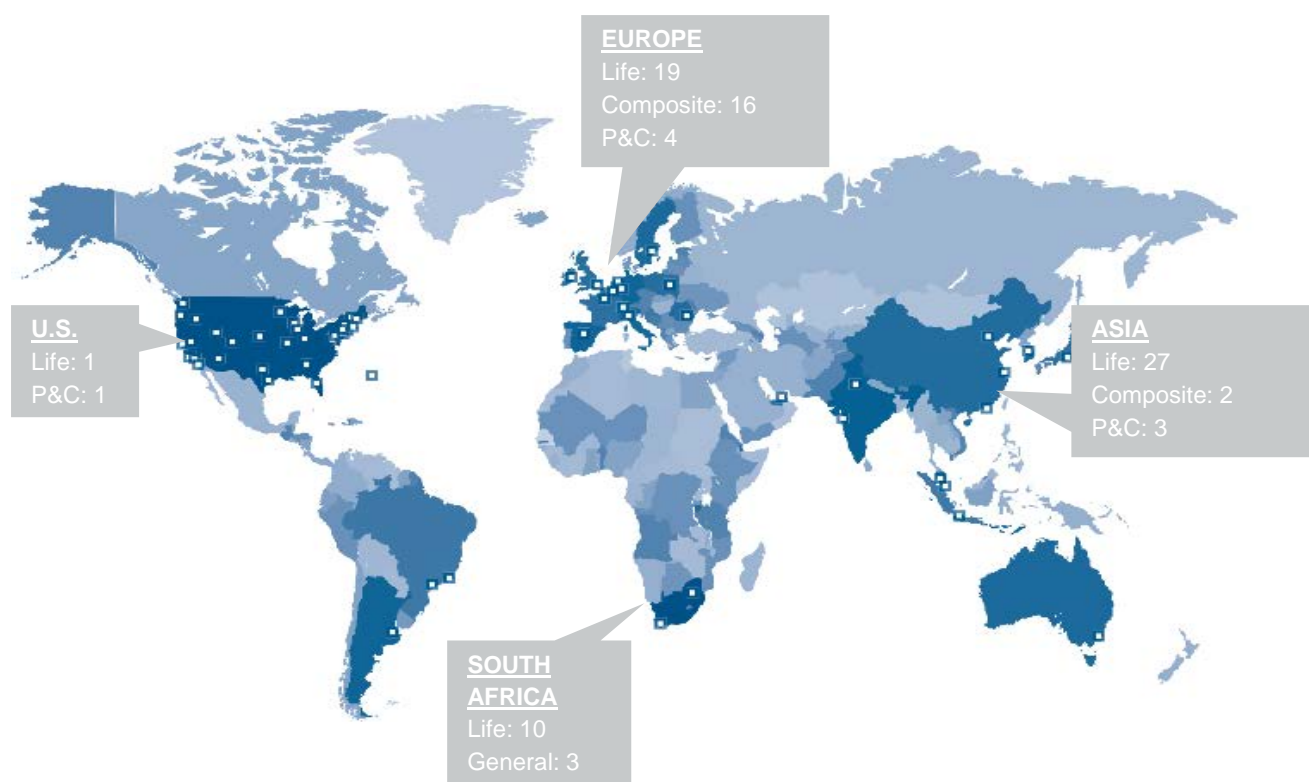 EUROPE
Life: 19
Composite: 16
P&C: 4
U.S.
Life: 1
P&C: 1
ASIA
Life: 27
Composite: 2
P&C: 3
SOUTH
AFRICA
Life: 10
General: 3